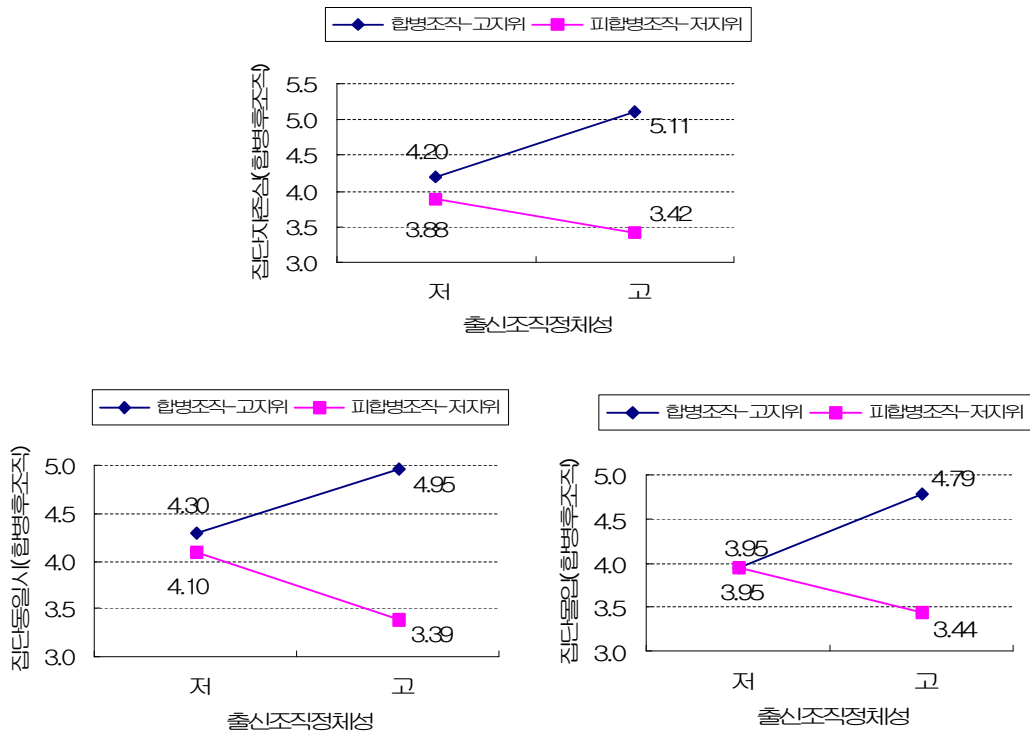 합병조직-고지위 피합병조직-저지위
집단자존심(합병후조직)
5.5
5.0
4.5
4.0
3.5
3.0
4.20
5.11
3.88
3.42
저 고
출신조직정체성
합병조직-고지위 피합병조직-저지위
집단동일시(합병후조직)
5.0
4.5
4.0
3.5
3.0
4.30
4.95
4.10
3.39
저 고
출신조직정체성
합병조직-고지위 피합병조직-저지위
집단몰입(합병후조직)
5.0
4.5
4.0
3.5
3.0
4.79
3.95
3.95
3.44
저 고
출신조직정체성